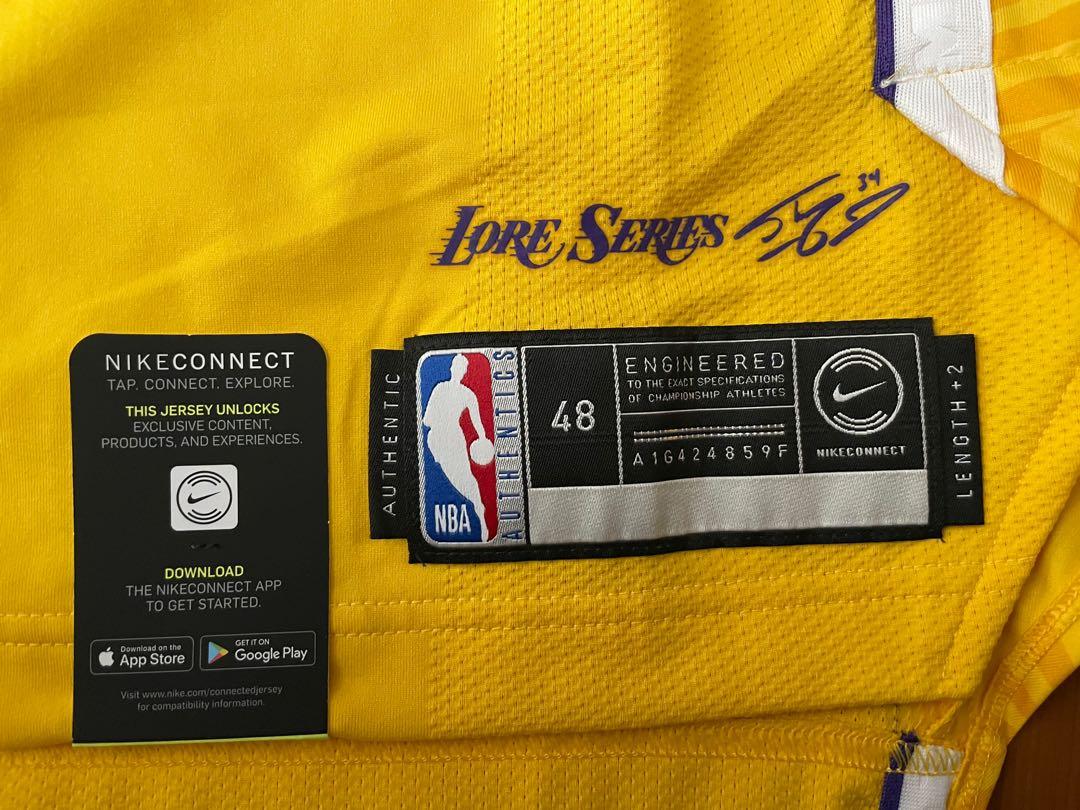 LORE SERIES
34
NIKECONNECT
TAP. CONNECT. EXPLORE.
THIS JERSEY UNLOCKS
EXCLUSIVE CONTENT,
PRODUCTS, AND EXPERIENCES.
DOWNLOAD
THE NIKECONNECT APP
TO GET STARTED.
Download on the
App Store
GET IT ON
Google Play
Visit www.nike.com/connectedjersey
for compatibility information.
AUTHENTIC
NBA
AUTHENTICS
48
ENGINEERED
TO THE EXACT SPECIFICATIONS
OF CHAMPIONSHIP ATHLETES
A1G424859F
NIKECONNECT
LENGTH+2